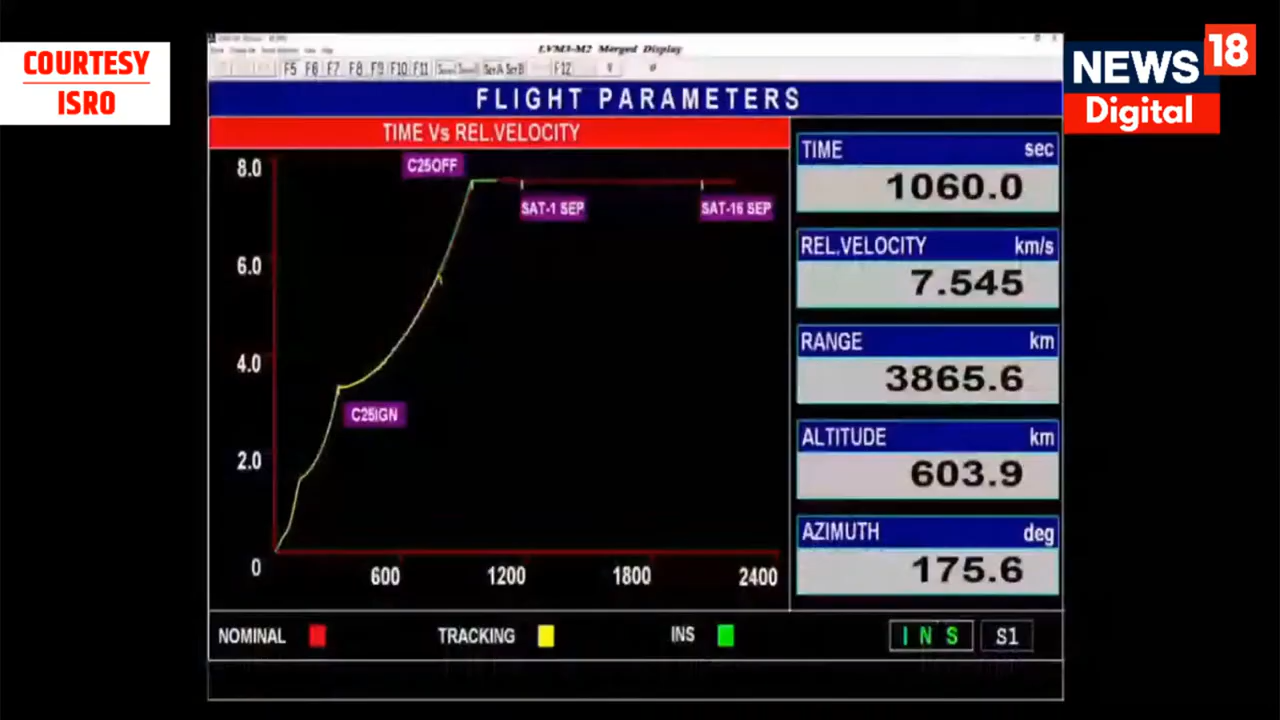 COURTESY
ISRO
NEWS 18
Digital
LVM3-M2 Merged Display
F5 F6 F7 F8 F9 F10 F11 SerA SerB F12
FLIGHT PARAMETERS
TIME Vs REL.VELOCITY
8.0
6.0
4.0
2.0
0
600 1200 1800 2400
C25OFF
SAT-1 SEP
SAT-16 SEP
C25IGN
TIME sec
1060.0
REL.VELOCITY km/s
7.545
RANGE km
3865.6
ALTITUDE km
603.9
AZIMUTH deg
175.6
NOMINAL TRACKING INS INS S1